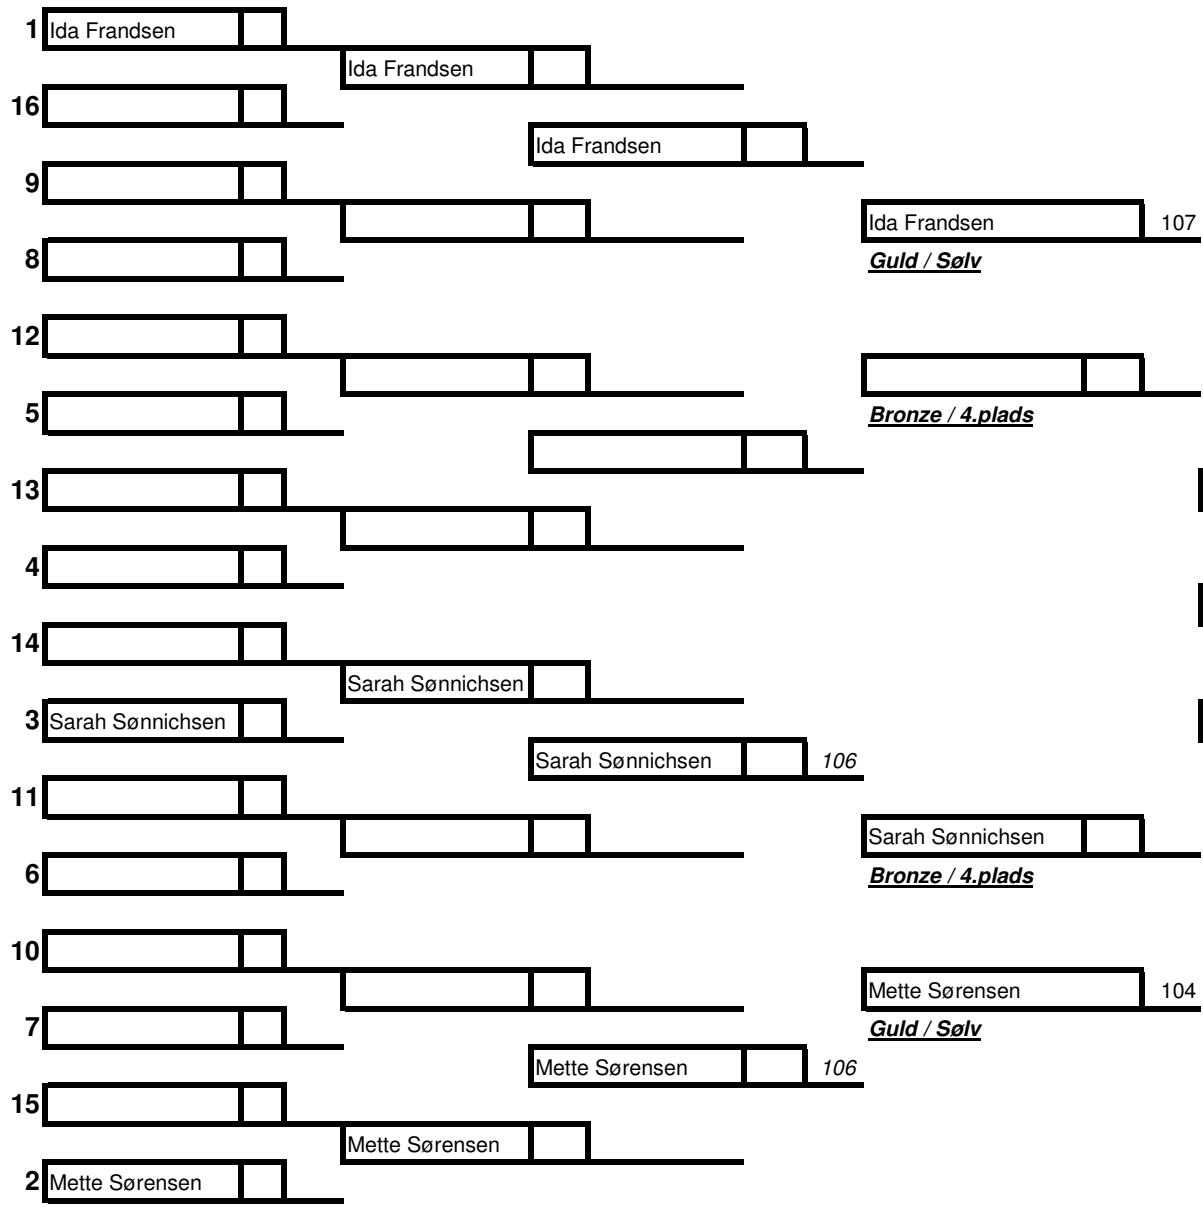 1 Ida Frandsen
Ida Frandsen
16
Ida Frandsen
9
Ida Frandsen 107
8
Guld / Sølv
12
5
Bronze / 4.plads
13
4
14
Sarah Sønnichsen
3 Sarah Sønnichsen
Sarah Sønnichsen 106
11
Sarah Sønnichsen
6
Bronze / 4.plads
10
Mette Sørensen 104
7
Guld / Sølv
Mette Sørensen 106
15
Mette Sørensen
2 Mette Sørensen